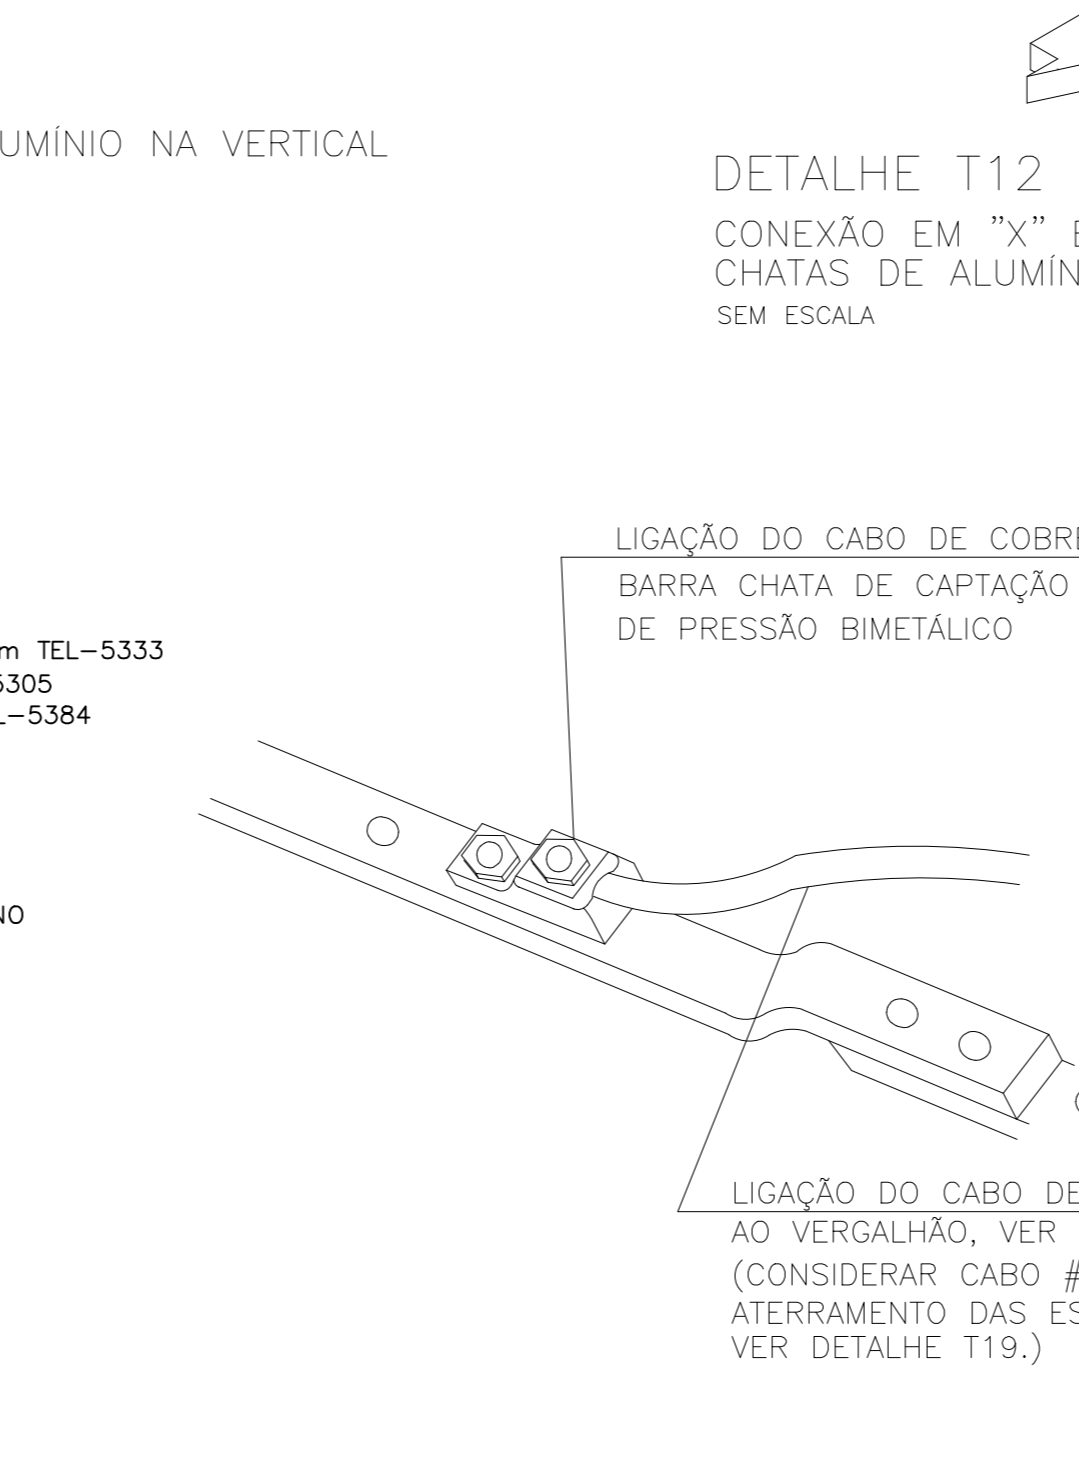 UMÍNIO NA VERTICAL
DETALHE T12
CONEXÃO EM ”X” E
CHATAS DE ALUMÍN
SEM ESCALA
LIGAÇÃO DO CABO DE COBRE
BARRA CHATA DE CAPTAÇÃO
DE PRESSÃO BIMETÁLICO
m TEL-5333
5305
L-5384
NO
LIGAÇÃO DO CABO DE
AO VERGALHÃO, VER
(CONSIDERAR CABO #
ATERRAMENTO DAS ES
VER DETALHE T19.)